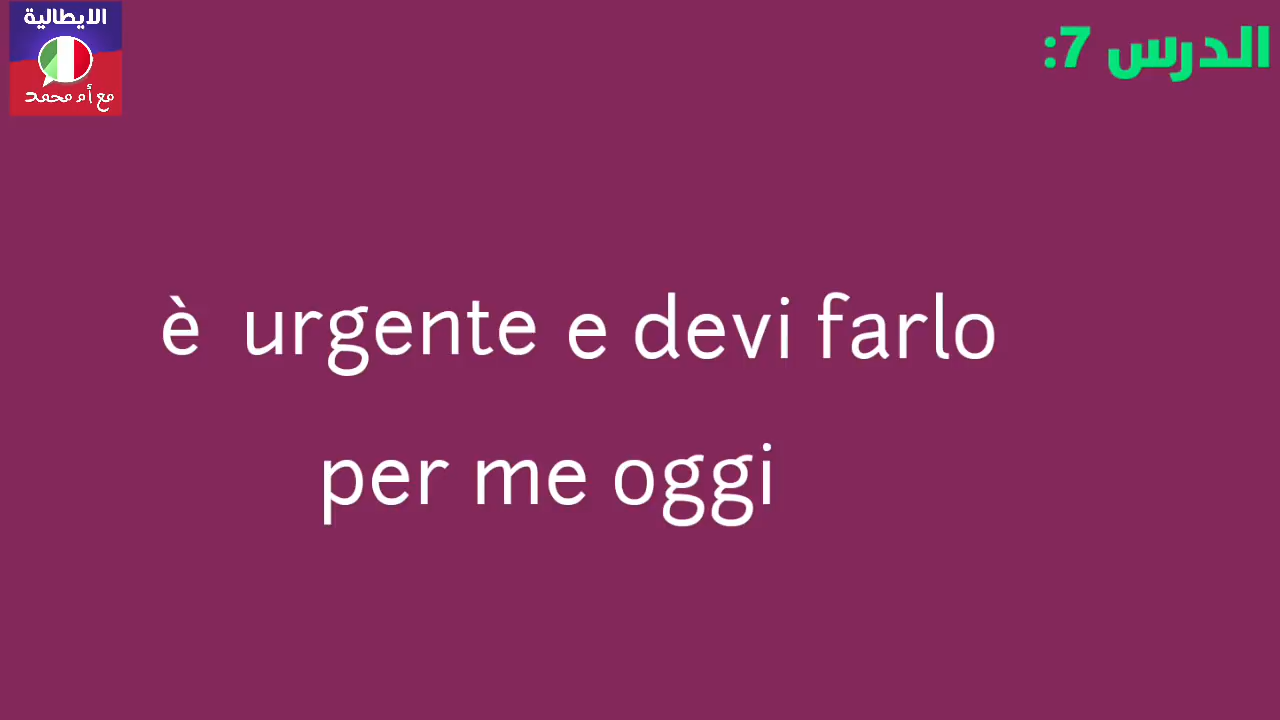 الايطالية
مع أم محمد
الدرس 7:
è urgente e devi farlo
per me oggi